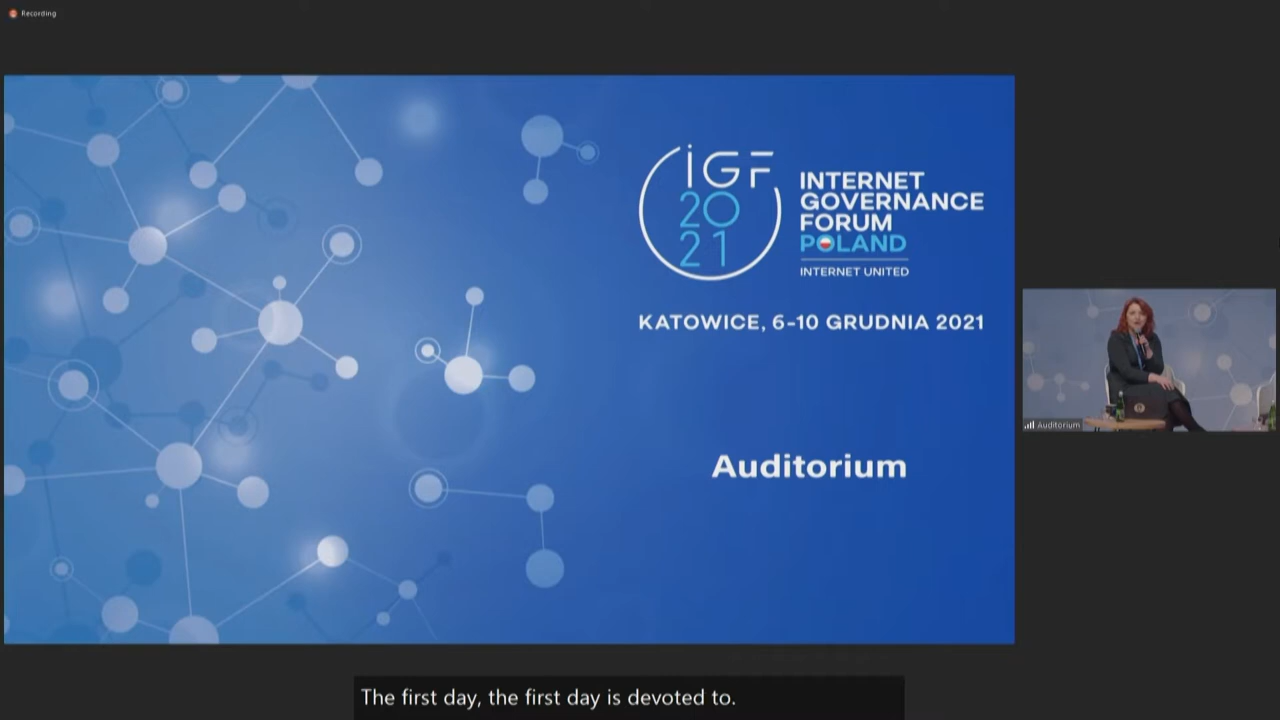 Recording
iGF
20
21
INTERNET
GOVERNANCE
FORUM
POLAND
INTERNET UNITED
KATOWICE, 6-10 GRUDNIA 2021
Auditorium
Auditorium
The first day, the first day is devoted to.